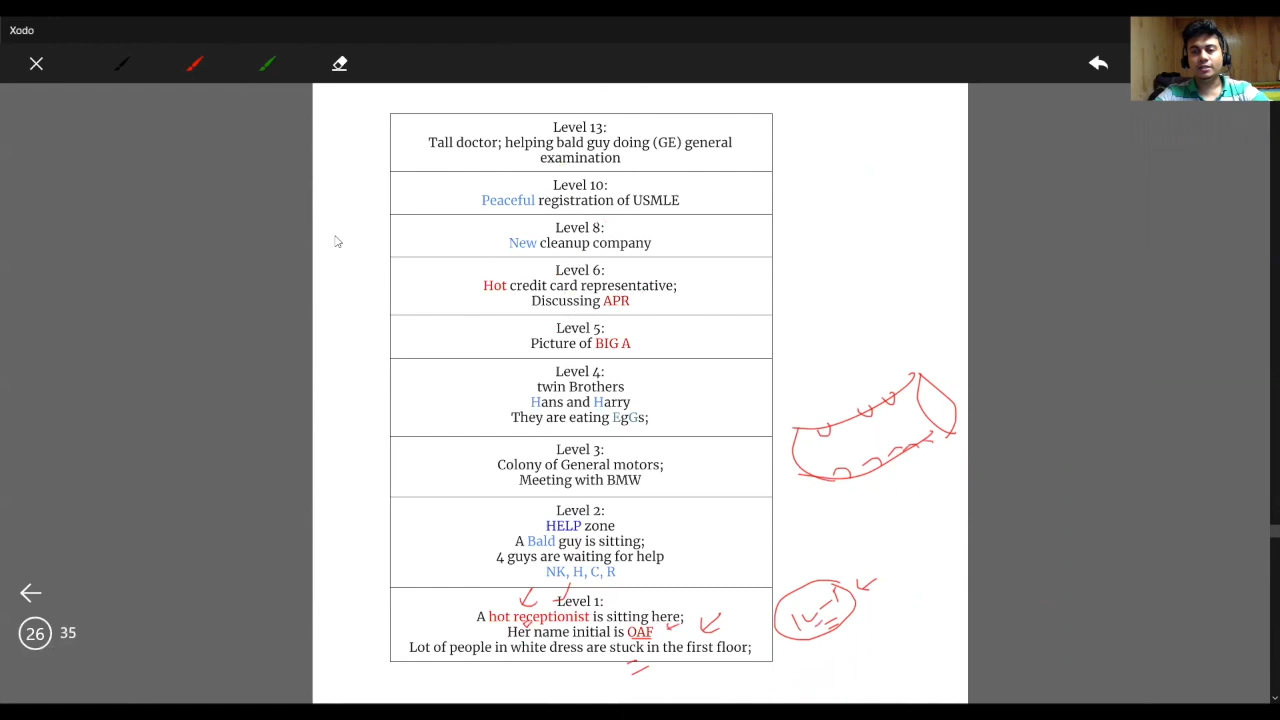 Xodo
Level 13:
Tall doctor; helping bald guy doing (GE) general
examination
Level 10:
Peaceful registration of USMLE
Level 8:
New cleanup company
Level 6:
Hot credit card representative;
Discussing APR
Level 5:
Picture of BIG A
Level 4:
twin Brothers
Hans and Harry
They are eating EgGs;
Level 3:
Colony of General motors;
Meeting with BMW
Level 2:
HELP zone
A Bald guy is sitting;
4 guys are waiting for help
NK, H, C, R
Level 1:
A hot receptionist is sitting here;
Her name initial is OAF
Lot of people in white dress are stuck in the first floor;
26 35